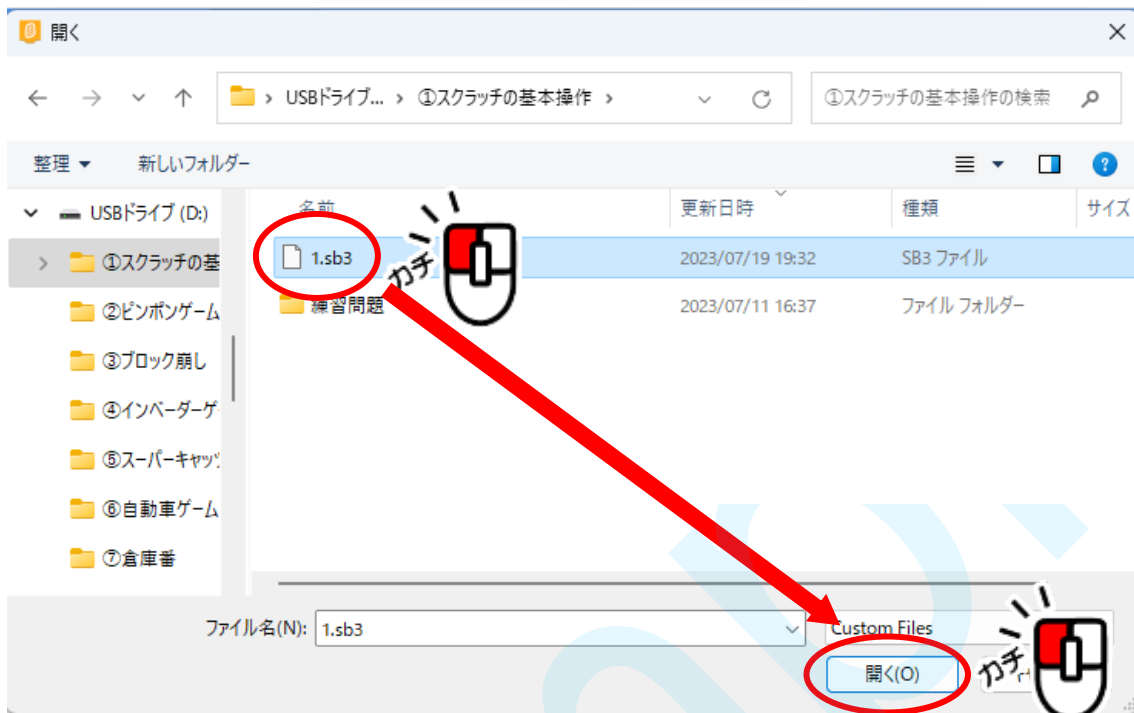 開く
USBドライブ... › ①スクラッチの基本操作 ›
①スクラッチの基本操作の検索
整理 新しいフォルダー
USBドライブ (D:)
①スクラッチの基
②ピンポンゲーム
③ブロック崩し
④インベーダーゲ
⑤スーパーキャッツ
⑥自動車ゲーム
⑦倉庫番
名前 更新日時 種類 サイズ
1.sb3 2023/07/19 19:32 SB3 ファイル
練習問題 2023/07/11 16:37 ファイル フォルダー
カチ
ファイル名(N): 1.sb3 Custom Files
開く(O)
カチ